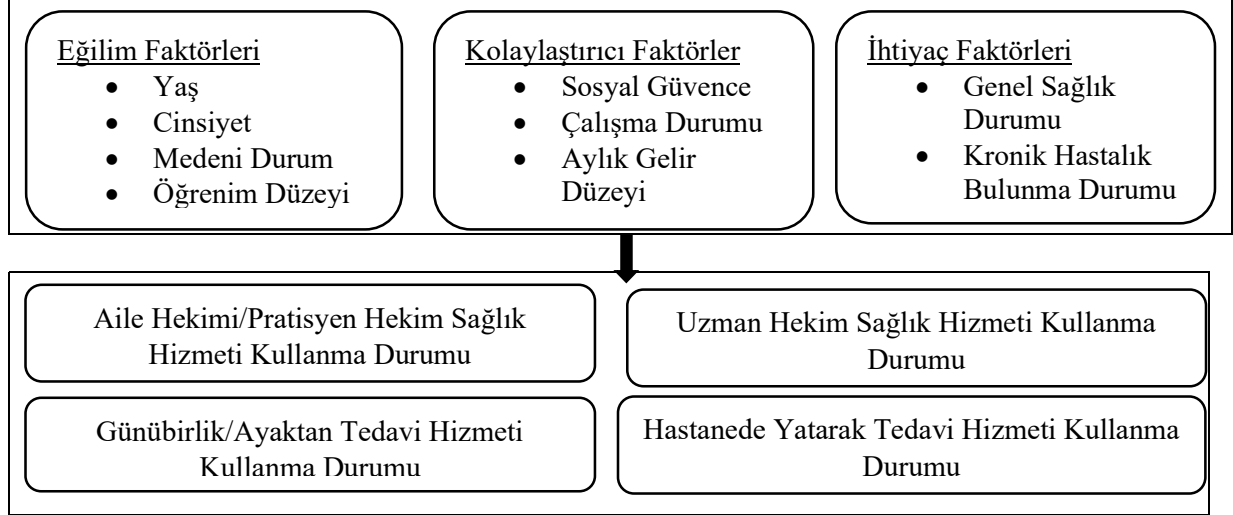 Eğilim Faktörleri
• Yaş
• Cinsiyet
• Medeni Durum
• Öğrenim Düzeyi
Kolaylaştırıcı Faktörler
• Sosyal Güvence
• Çalışma Durumu
• Aylık Gelir
Düzeyi
İhtiyaç Faktörleri
• Genel Sağlık
Durumu
• Kronik Hastalık
Bulunma Durumu
Aile Hekimi/Pratisyen Hekim Sağlık
Hizmeti Kullanma Durumu
Uzman Hekim Sağlık Hizmeti Kullanma
Durumu
Günübirlik/Ayaktan Tedavi Hizmeti
Kullanma Durumu
Hastanede Yatarak Tedavi Hizmeti Kullanma
Durumu